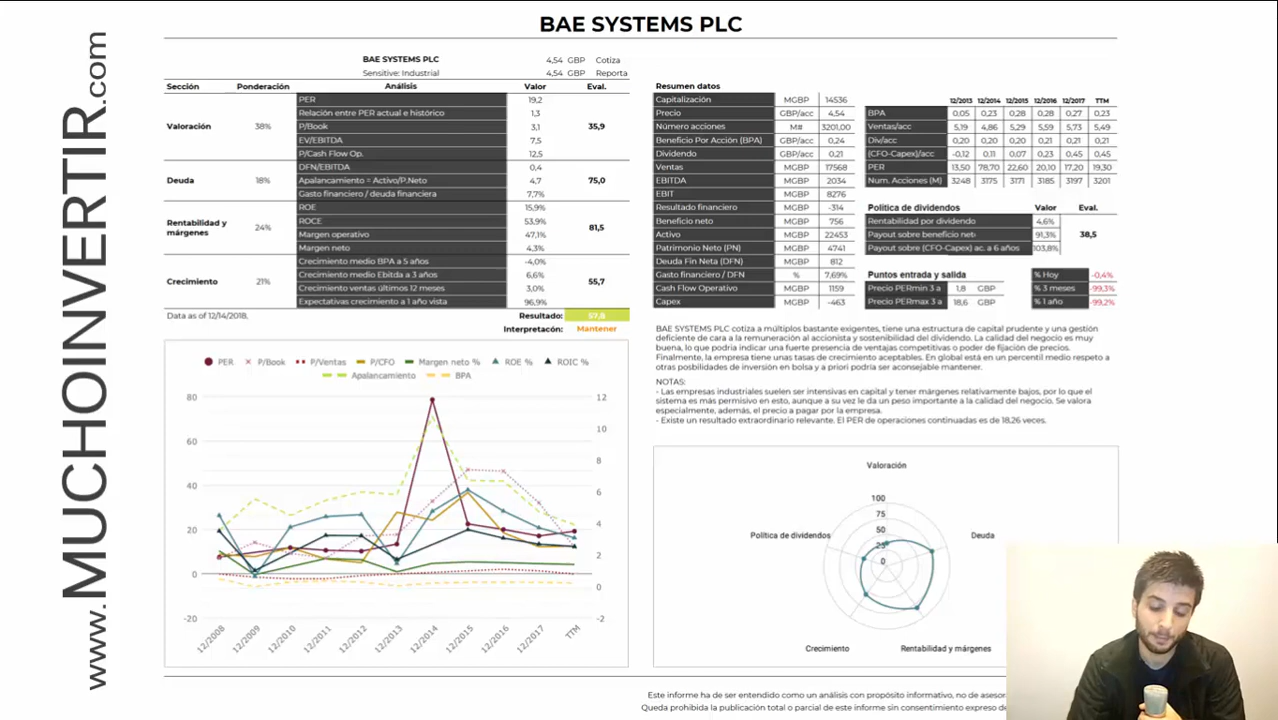 BAE SYSTEMS PLC
www.MUCHOINVERTIR.com
BAE SYSTEMS PLC 4,54 GBP Cotiza
Sensitive: Industrial 4,54 GBP Reporta
Sección Ponderación Análisis Valor Eval.
Valoración 38% 35,9
PER 19,2
Relación entre PER actual e histórico 1,3
P/Book 3,1
EV/EBITDA 7,5
P/Cash Flow Op. 12,5
Deuda 18% 75,0
DFN/EBITDA 0,4
Apalancamiento = Activo/P.Neto 4,7
Gasto financiero / deuda financiera 7,7%
Rentabilidad y márgenes 24% 81,5
ROE 15,9%
ROCE 53,9%
Margen operativo 47,1%
Margen neto 4,3%
Crecimiento 21% 55,7
Crecimiento medio BPA a 5 años -4,0%
Crecimiento medio Ebitda a 3 años 6,6%
Crecimiento ventas últimos 12 meses 3,0%
Expectativas crecimiento a 1 año vista 96,9%
Data as of 12/14/2018. Resultado: 57,8
Interpretación: Mantener
PER P/Book P/Ventas P/CFO Margen neto % ROE % ROIC %
Apalancamiento BPA
80 12
10
60
8
40 6
4
20
2
0 0
-20 -2
12/2008 12/2009 12/2010 12/2011 12/2012 12/2013 12/2014 12/2015 12/2016 12/2017 TTM
Resumen datos
Capitalización MGBP 14536
Precio GBP/acc 4,54
Número acciones M# 3201,00
Beneficio Por Acción (BPA) GBP/acc 0,24
Dividendo GBP/acc 0,21
Ventas MGBP 17568
EBITDA MGBP 2034
EBIT MGBP 8276
Resultado financiero MGBP -314
Beneficio neto MGBP 756
Activo MGBP 22453
Patrimonio Neto (PN) MGBP 4741
Deuda Fin Neta (DFN) MGBP 812
Gasto financiero / DFN % 7,69%
Cash Flow Operativo MGBP 1159
Capex MGBP -463
12/2013 12/2014 12/2015 12/2016 12/2017 TTM
BPA 0,05 0,23 0,28 0,28 0,27 0,23
Ventas/acc 5,19 4,86 5,29 5,59 5,73 5,49
Div/acc 0,20 0,20 0,20 0,21 0,21 0,21
(CFO-Capex)/acc -0,12 0,11 0,07 0,23 0,45 0,45
PER 13,50 78,70 22,60 20,10 17,20 19,30
Num. Acciones (M) 3248 3175 3171 3185 3197 3201
Política de dividendos Valor Eval.
Rentabilidad por dividendo 4,6%
Payout sobre beneficio neto 91,3% 38,5
Payout sobre (CFO-Capex) ac. a 6 años 103,8%
Puntos entrada y salida % Hoy -0,4%
Precio PERmin 3 a 1,8 GBP % 3 meses -99,3%
Precio PERmax 3 a 18,6 GBP % 1 año -99,2%
BAE SYSTEMS PLC cotiza a múltiplos bastante exigentes, tiene una estructura de capital prudente y una gestión
deficiente de cara a la remuneración al accionista y sostenibilidad del dividendo. La calidad del negocio es muy
buena, lo que podría indicar una fuerte presencia de ventajas competitivas o poder de fijación de precios.
Finalmente, la empresa tiene unas tasas de crecimiento aceptables. En global está en un percentil medio respeto a
otras posbilidades de inversión en bolsa y a priori podría ser aconsejable mantener.
NOTAS:
- Las empresas industriales suelen ser intensivas en capital y tener márgenes relativamente bajos, por lo que el
sistema es más permisivo en esto, aunque a su vez le da un peso importante a la calidad del negocio. Se valora
especialmente, además, el precio a pagar por la empresa.
- Existe un resultado extraordinario relevante. El PER de operaciones continuadas es de 18,26 veces.
Valoración
100
75
50
25
0
Política de dividendos Deuda
Crecimiento Rentabilidad y márgenes
Este informe ha de ser entendido como un análisis con propósito informativo, no de asesor
Queda prohibida la publicación total o parcial de este informe sin consentimiento expreso de